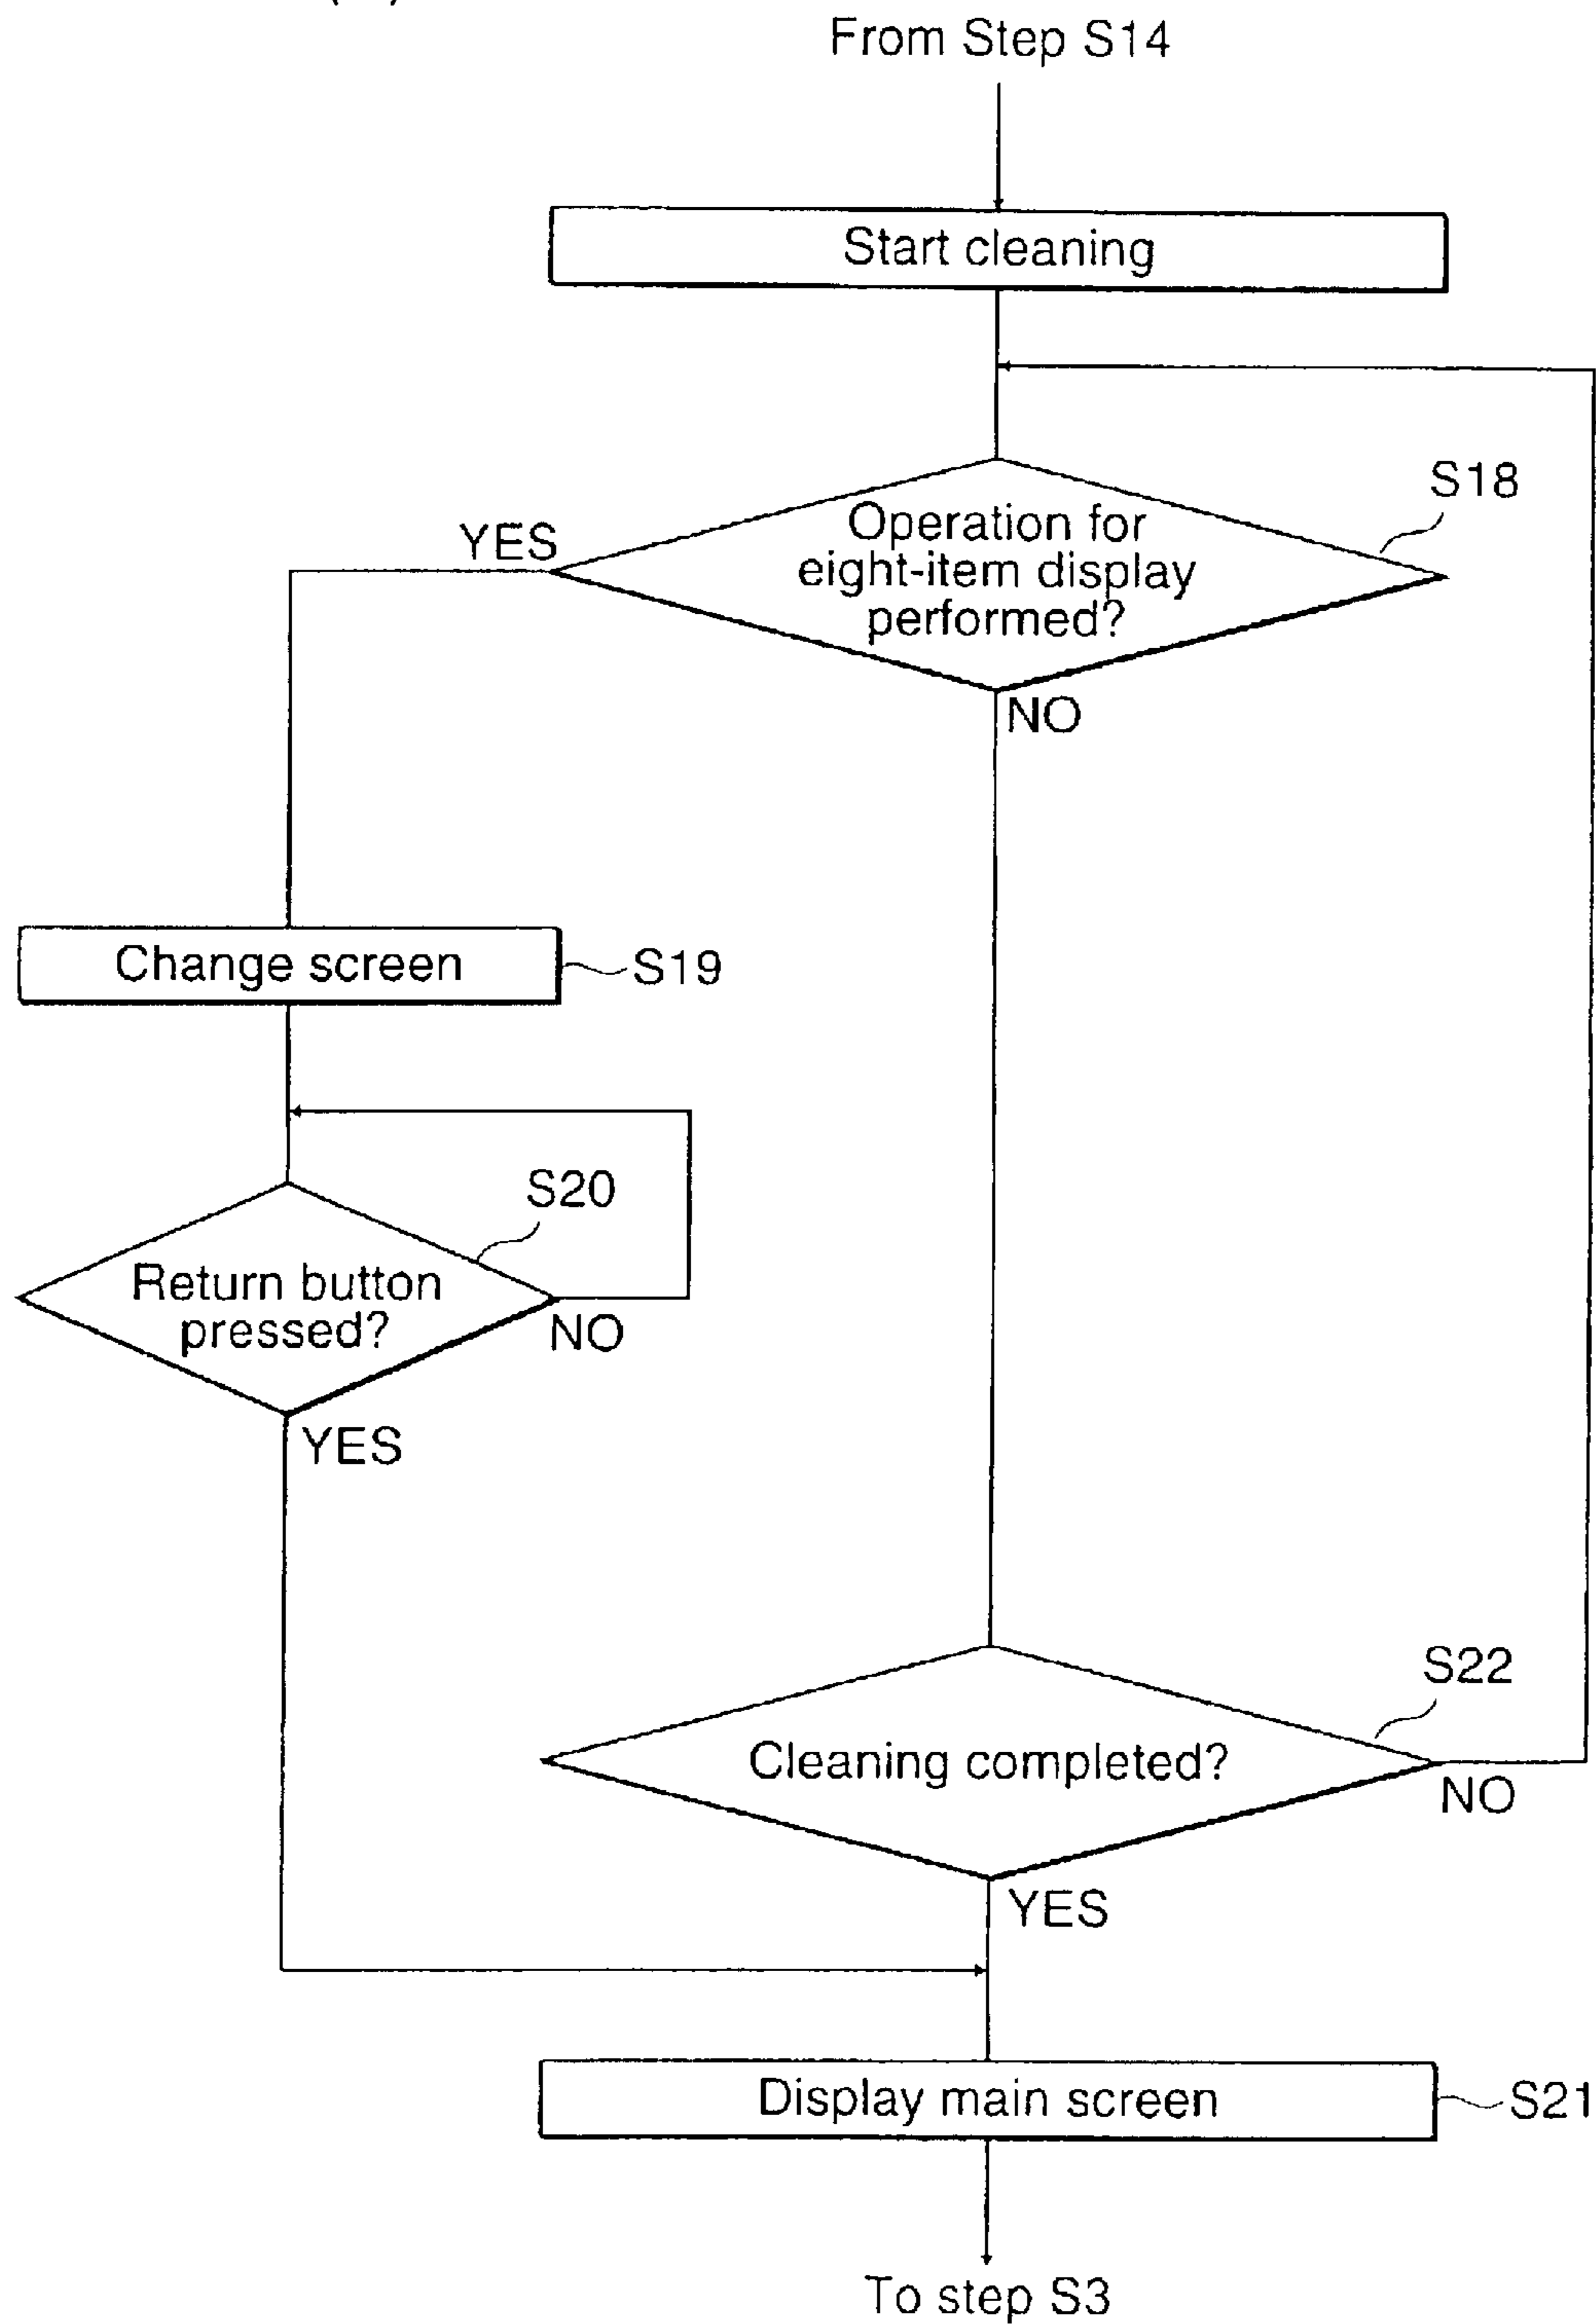 From Step S14
Start cleaning
S18
YES
Operation for
eight-item display
performed?
NO
Change screen
S19
S20
Return button
pressed?
NO
YES
S22
Cleaning completed?
NO
YES
Display main screen
S21
To step S3